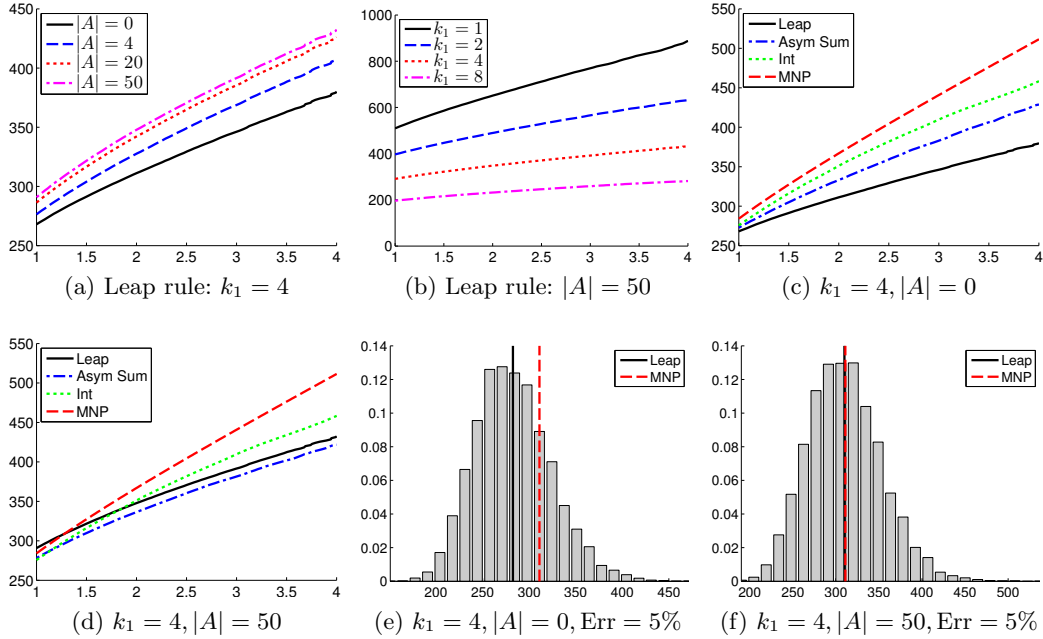 450
400
350
300
250
|A| = 0
|A| = 4
|A| = 20
|A| = 50
1 1.5 2 2.5 3 3.5 4
(a) Leap rule: k₁ = 4
1000
800
600
400
200
0
k₁ = 1
k₁ = 2
k₁ = 4
k₁ = 8
1 1.5 2 2.5 3 3.5 4
(b) Leap rule: |A| = 50
550
500
450
400
350
300
250
Leap
Asym Sum
Int
MNP
1 1.5 2 2.5 3 3.5 4
(c) k₁ = 4, |A| = 0
550
500
450
400
350
300
250
Leap
Asym Sum
Int
MNP
1 1.5 2 2.5 3 3.5 4
(d) k₁ = 4, |A| = 50
0.14
0.12
0.1
0.08
0.06
0.04
0.02
0
Leap
MNP
200 250 300 350 400 450
(e) k₁ = 4, |A| = 0, Err = 5%
0.14
0.12
0.1
0.08
0.06
0.04
0.02
0
Leap
MNP
200 250 300 350 400 450 500
(f) k₁ = 4, |A| = 50, Err = 5%